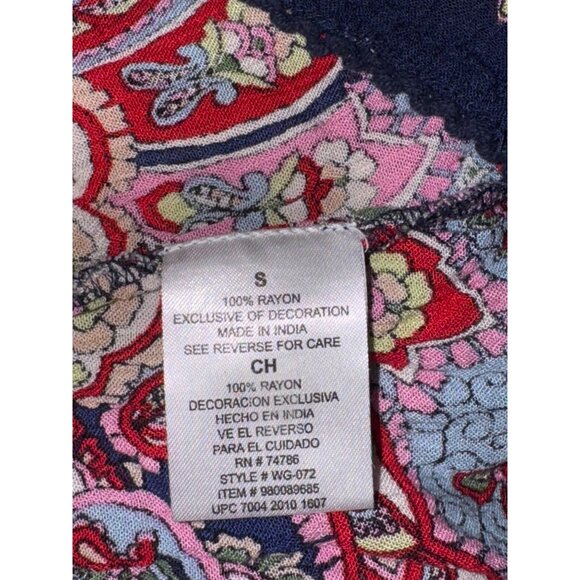 S
100% RAYON
EXCLUSIVE OF DECORATION
MADE IN INDIA
SEE REVERSE FOR CARE
CH
100% RAYON
DECORACION EXCLUSIVA
HECHO EN INDIA
VE EL REVERSO
PARA EL CUIDADO
RN # 74786
STYLE # WG-072
ITEM # 980089685
UPC 7004 2010 1607